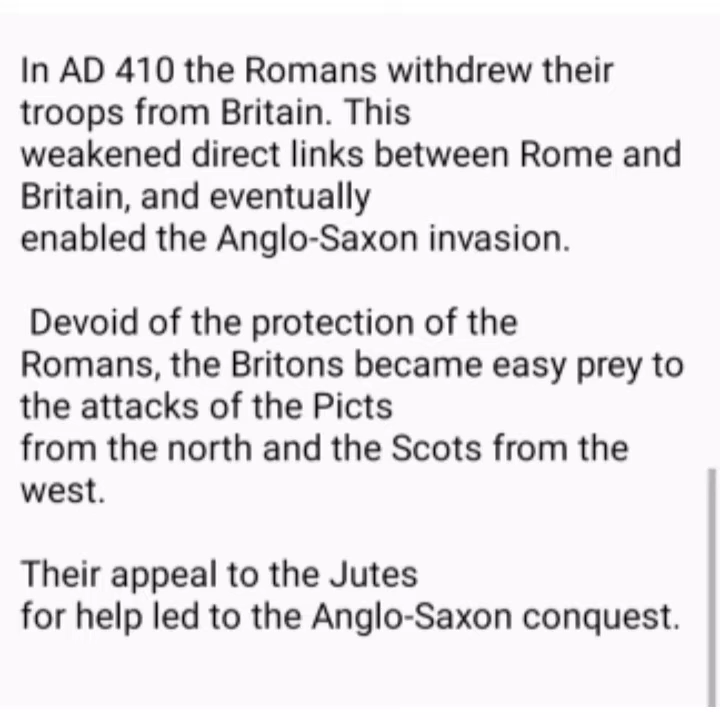 In AD 410 the Romans withdrew their
troops from Britain. This
weakened direct links between Rome and
Britain, and eventually
enabled the Anglo-Saxon invasion.
Devoid of the protection of the
Romans, the Britons became easy prey to
the attacks of the Picts
from the north and the Scots from the
west.
Their appeal to the Jutes
for help led to the Anglo-Saxon conquest.